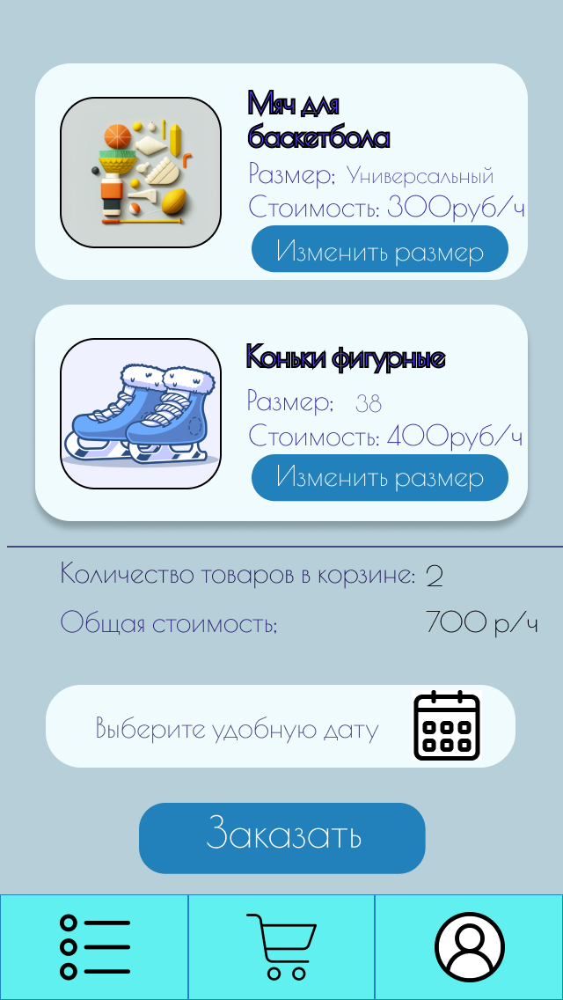 Мяч для
баскетбола
Размер; Универсальный
Стоимость: 300руб/ч
Изменить размер
Коньки фигурные
Размер; 38
Стоимость: 400руб/ч
Изменить размер
Количество товаров в корзине: 2
Общая стоимость; 700 р/ч
Выберите удобную дату
Заказать